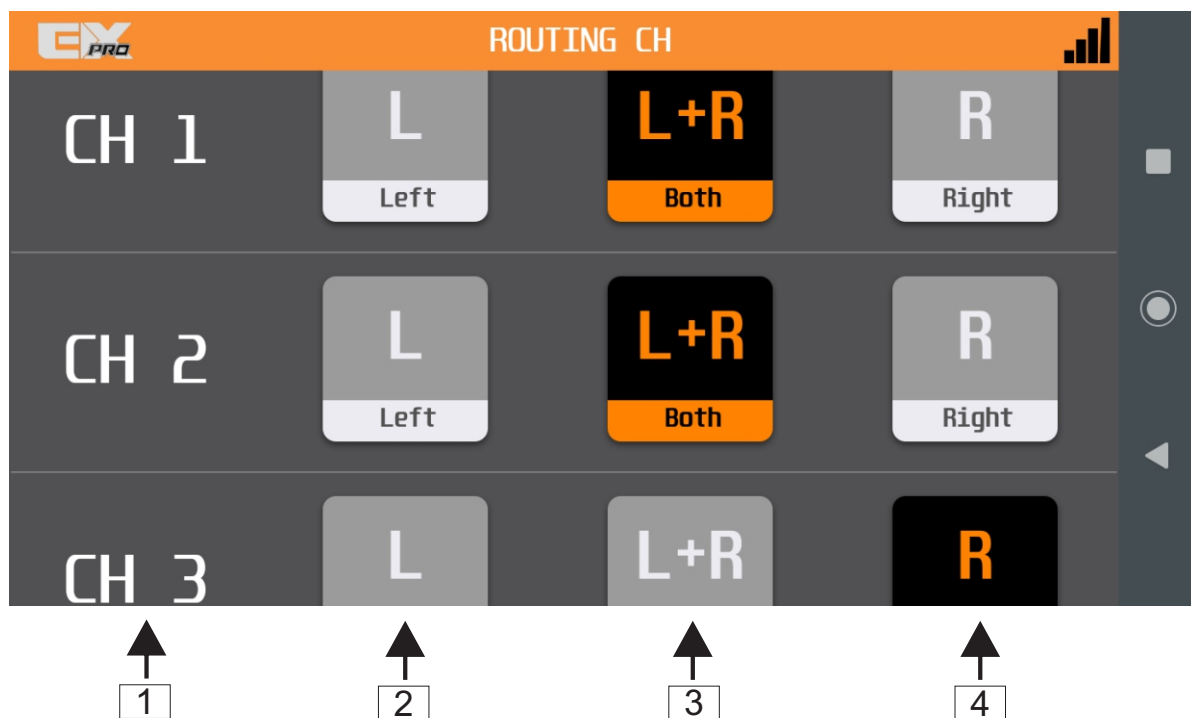 EX PRO ROUTING CH
CH 1 L L+R R
Left Both Right
CH 2 L L+R R
Left Both Right
CH 3 L L+R R
1 2 3 4